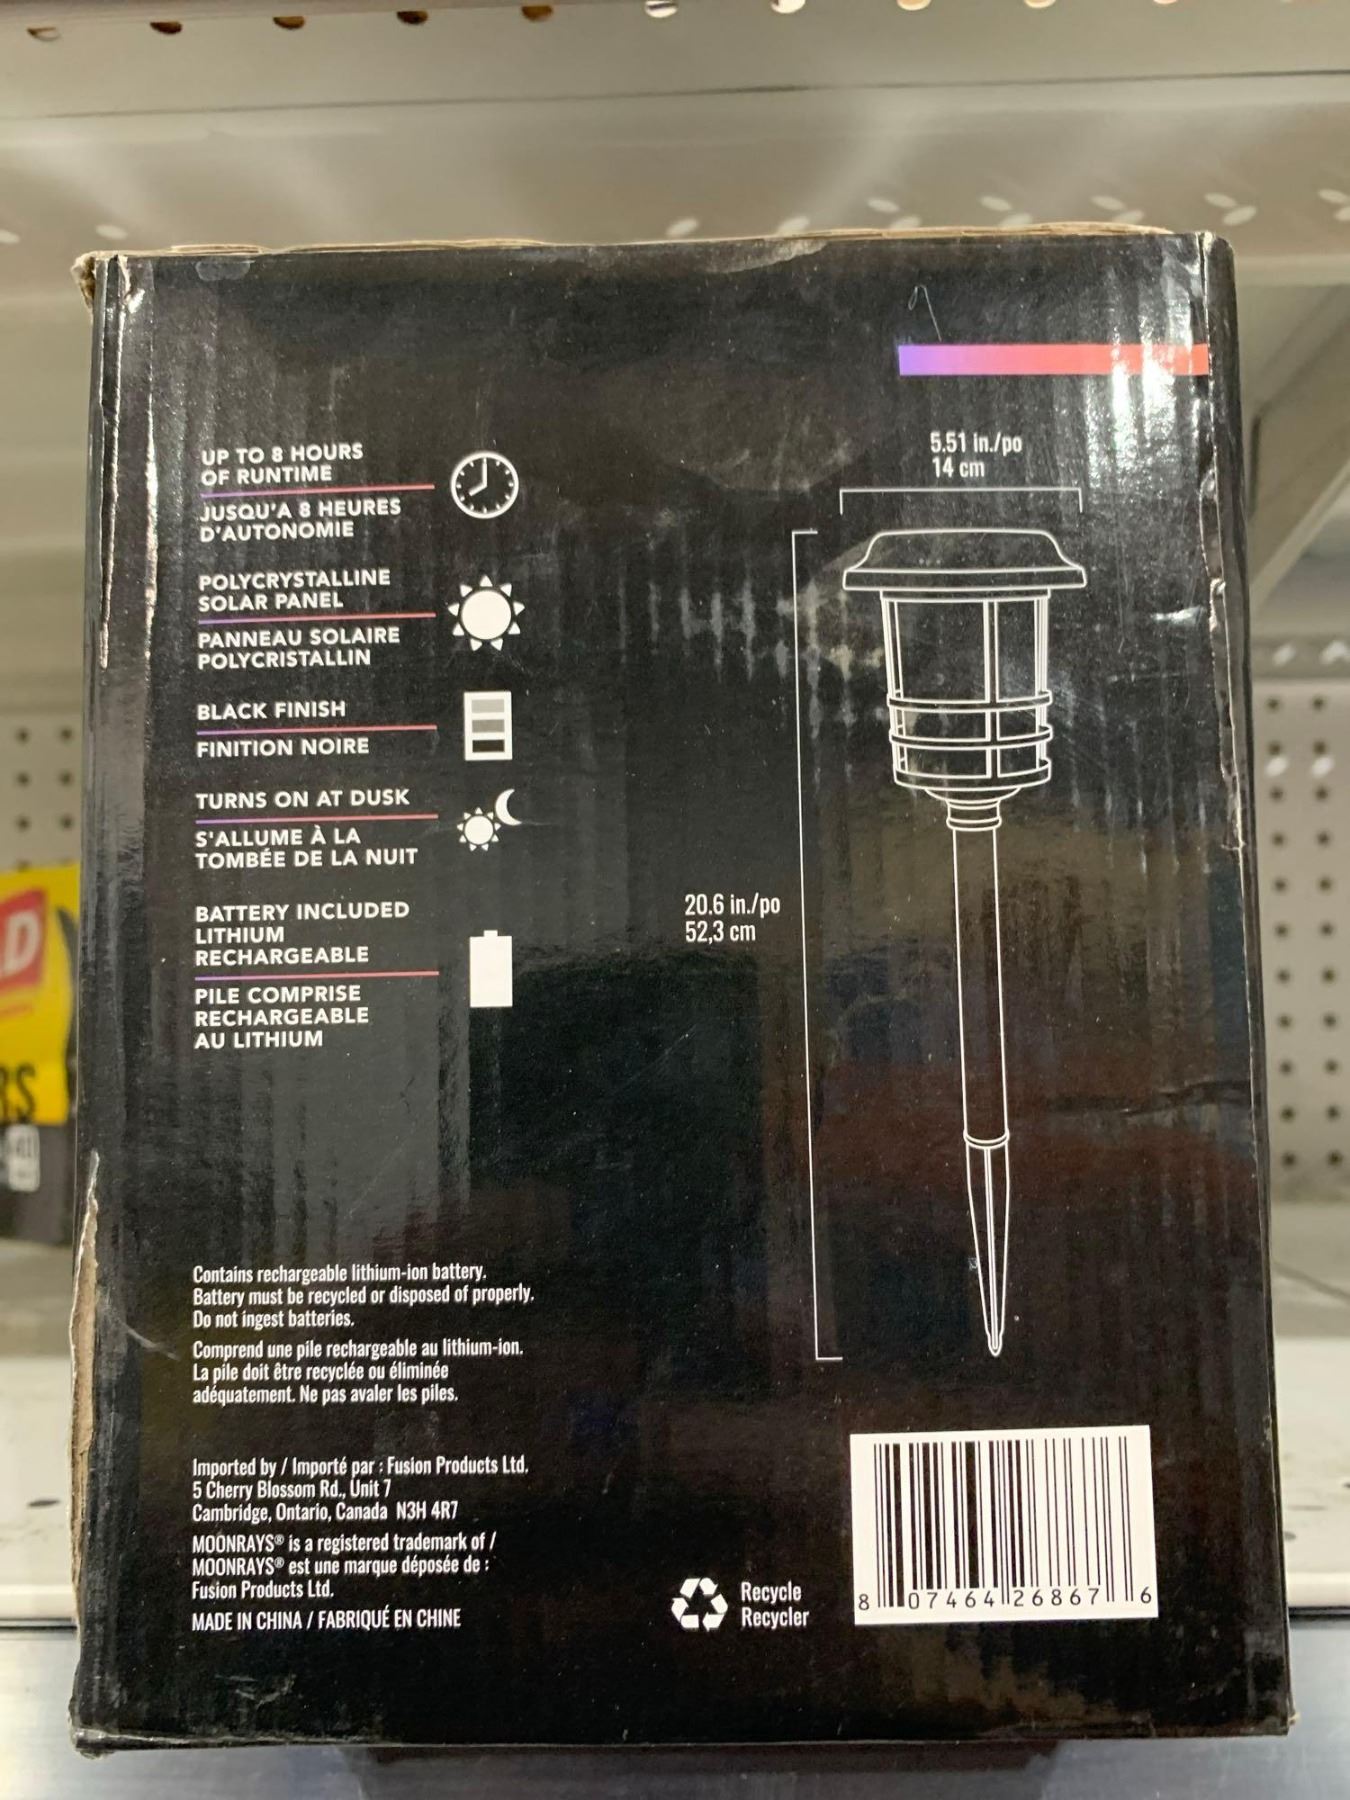 UP TO 8 HOURS
OF RUNTIME
JUSQU'A 8 HEURES
D'AUTONOMIE
POLYCRYSTALLINE
SOLAR PANEL
PANNEAU SOLAIRE
POLYCRISTALLIN
BLACK FINISH
FINITION NOIRE
TURNS ON AT DUSK
S'ALLUME À LA
TOMBÉE DE LA NUIT
BATTERY INCLUDED
LITHIUM
RECHARGEABLE
PILE COMPRISE
RECHARGEABLE
AU LITHIUM
5.51 in./po
14 cm
20.6 in./po
52,3 cm
Contains rechargeable lithium-ion battery.
Battery must be recycled or disposed of properly.
Do not ingest batteries.
Comprend une pile rechargeable au lithium-ion.
La pile doit être recyclée ou éliminée
adéquatement. Ne pas avaler les piles.
Imported by / Importé par : Fusion Products Ltd.
5 Cherry Blossom Rd., Unit 7
Cambridge, Ontario, Canada N3H 4R7
MOONRAYS® is a registered trademark of /
MOONRAYS® est une marque déposée de :
Fusion Products Ltd.
MADE IN CHINA / FABRIQUÉ EN CHINE
Recycle
Recycler
8 07464 26867 6